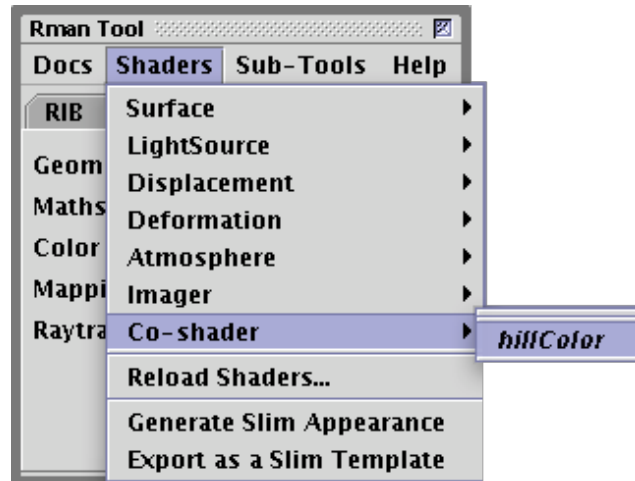 Rman Tool
Docs Shaders Sub-Tools Help
RIB
Surface
LightSource
Geom
Displacement
Maths
Deformation
Color
Atmosphere
Mappi
Imager
Raytra
Co-shader
hillColor
Reload Shaders...
Generate Slim Appearance
Export as a Slim Template